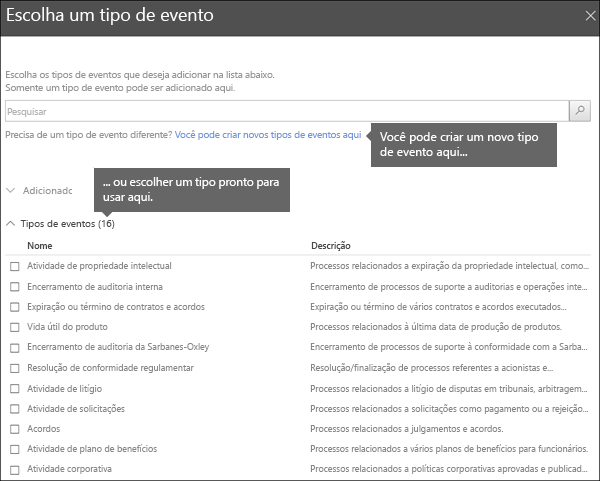 Escolha um tipo de evento
Escolha os tipos de eventos que deseja adicionar na lista abaixo.
Somente um tipo de evento pode ser adicionado aqui.
Pesquisar
Precisa de um tipo de evento diferente? Você pode criar novos tipos de eventos aqui
Você pode criar um novo tipo
de evento aqui...
... ou escolher um tipo pronto para
usar aqui.
Adicionadc
Tipos de eventos (16)
Nome Descrição
Atividade de propriedade intelectual Processos relacionados a expiração da propriedade intelectual, como...
Encerramento de auditoria interna Encerramento de processos de suporte a auditorias e operações inte...
Expiração ou término de contratos e acordos Expiração ou término de vários contratos e acordos executados...
Vida útil do produto Processos relacionados à última data de produção de produtos.
Encerramento de auditoria da Sarbanes-Oxley Encerramento de processos de suporte à conformidade com a Sarba...
Resolução de conformidade regulamentar Resolução/finalização de processos referentes a acionistas e...
Atividade de litígio Processos relacionados a litígio de disputas em tribunais, arbitragem...
Atividade de solicitações Processos relacionados a solicitações como pagamento ou a rejeição...
Acordos Processos relacionados a julgamentos e acordos.
Atividade de plano de benefícios Processos relacionados a vários planos de benefícios para funcionários.
Atividade corporativa Processos relacionados a políticas corporativas aprovadas e publicad...